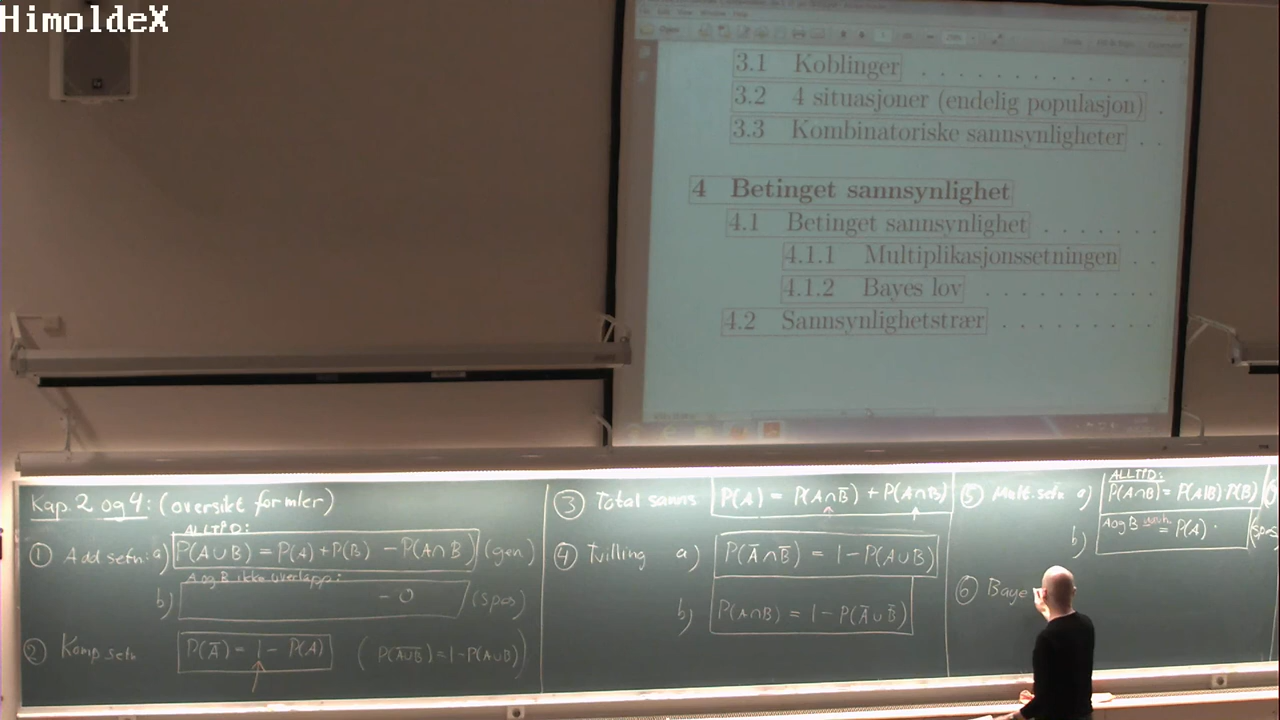 HimoldeX
3.1 Koblinger
3.2 4 situasjoner (endelig populasjon)
3.3 Kombinatoriske sannsynligheter
4 Betinget sannsynlighet
4.1 Betinget sannsynlighet
4.1.1 Multiplikasjonssetningen
4.1.2 Bayes lov
4.2 Sannsynlighetstrær
Kap. 2 og 4: (oversikt formler)
ALLTID:
① Add.setn: a) P(A∪B) = P(A) + P(B) - P(A∩B) (gen)
A og B ikke overlapp:
b) - 0 (spes)
② Komp.setn P(A̅) = 1 - P(A) (P(A̅∪̅B̅) = 1 - P(A∪B))
③ Total sanns P(A) = P(A∩B̅) + P(A∩B)
④ Tvilling a) P(A̅∩B̅) = 1 - P(A∪B)
b) P(A∩B) = 1 - P(A̅∪B̅)
ALLTID:
⑤ Mult.setn a) P(A∩B) = P(A|B) P(B)
b) A og B uavh = P(A) ·
⑥ Baye